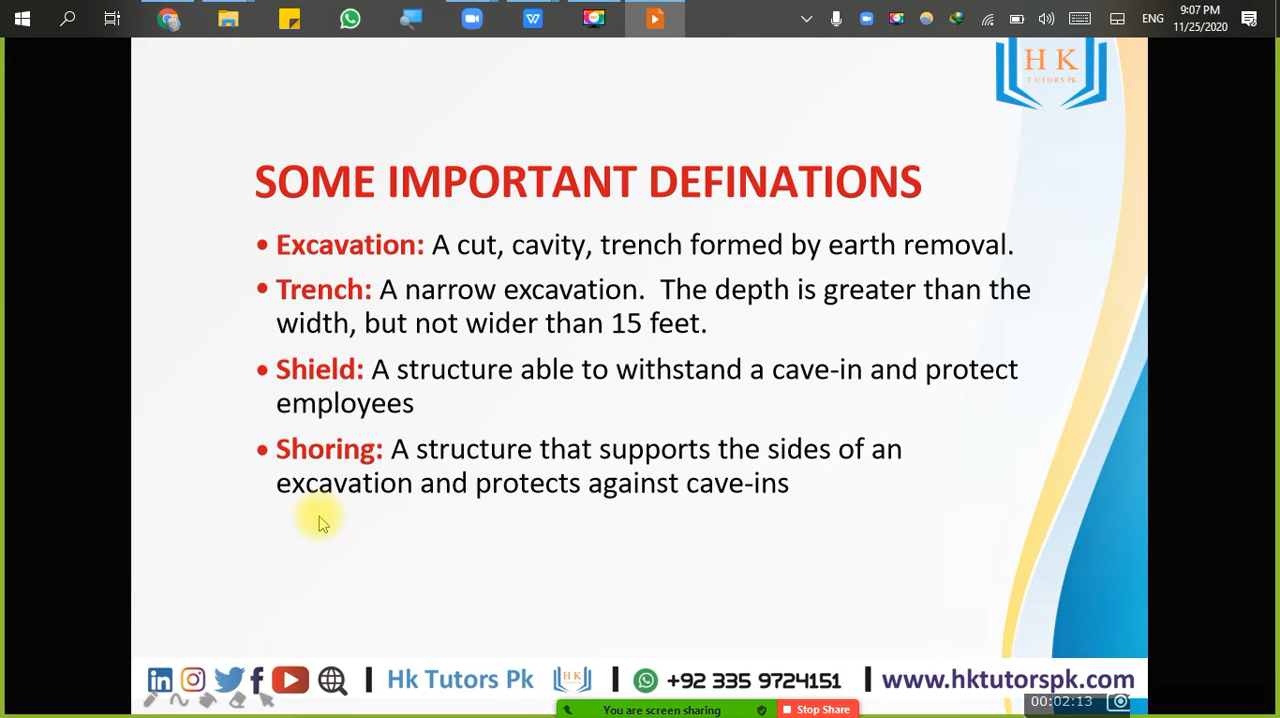 ENG
9:07 PM
11/25/2020
H K
TUTORS PK
SOME IMPORTANT DEFINATIONS
• Excavation: A cut, cavity, trench formed by earth removal.
• Trench: A narrow excavation.  The depth is greater than the
width, but not wider than 15 feet.
• Shield: A structure able to withstand a cave-in and protect
employees
• Shoring: A structure that supports the sides of an
excavation and protects against cave-ins
in | Hk Tutors Pk HK | +92 335 9724151 | www.hktutorspk.com
You are screen sharing Stop Share
00:02:13